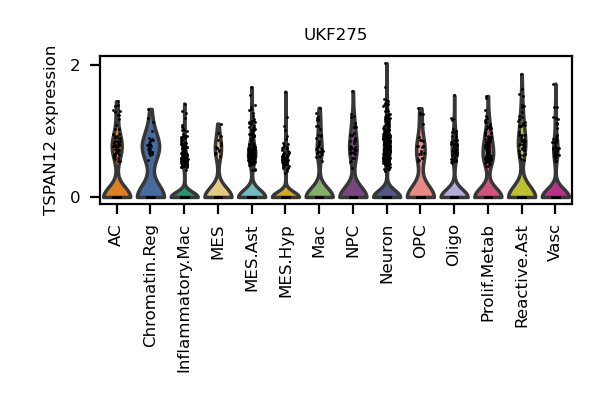 UKF275
TSPAN12 expression
2
0
AC
Chromatin.Reg
Inflammatory.Mac
MES
MES.Ast
MES.Hyp
Mac
NPC
Neuron
OPC
Oligo
Prolif.Metab
Reactive.Ast
Vasc